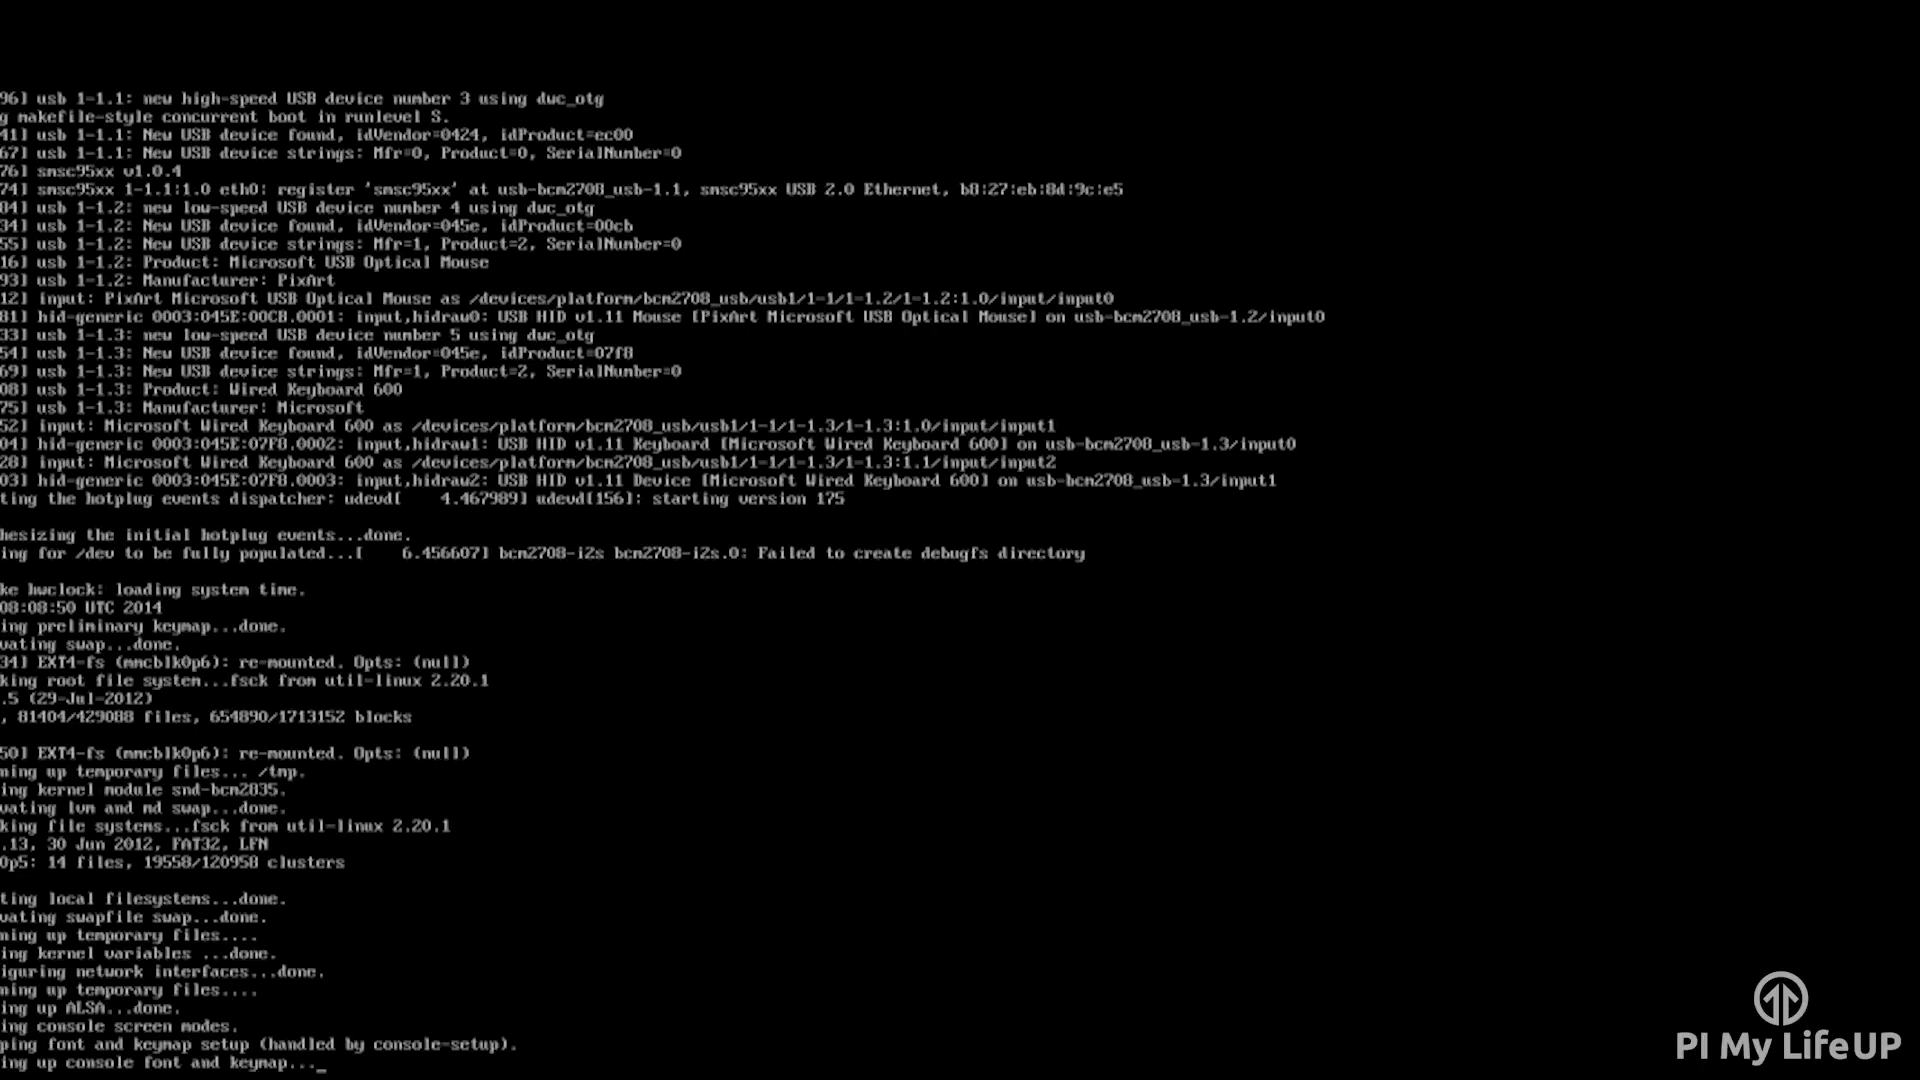 96] usb 1-1.1: new high-speed USB device number 3 using dwc_otg
g makefile-style concurrent boot in runlevel S.
41] usb 1-1.1: New USB device found, idVendor=0424, idProduct=ec00
67] usb 1-1.1: New USB device strings: Mfr=0, Product=0, SerialNumber=0
76] smsc95xx v1.0.4
74] smsc95xx 1-1.1:1.0 eth0: register 'smsc95xx' at usb-bcm2708_usb-1.1, smsc95xx USB 2.0 Ethernet, b8:27:eb:8d:9c:e5
84] usb 1-1.2: new low-speed USB device number 4 using dwc_otg
34] usb 1-1.2: New USB device found, idVendor=045e, idProduct=00cb
55] usb 1-1.2: New USB device strings: Mfr=1, Product=2, SerialNumber=0
16] usb 1-1.2: Product: Microsoft USB Optical Mouse
93] usb 1-1.2: Manufacturer: PixArt
12] input: PixArt Microsoft USB Optical Mouse as /devices/platform/bcm2708_usb/usb1/1-1/1-1.2/1-1.2:1.0/input/input0
81] hid-generic 0003:045E:00CB.0001: input,hidraw0: USB HID v1.11 Mouse [PixArt Microsoft USB Optical Mouse] on usb-bcm2708_usb-1.2/input0
33] usb 1-1.3: new low-speed USB device number 5 using dwc_otg
54] usb 1-1.3: New USB device found, idVendor=045e, idProduct=07f8
69] usb 1-1.3: New USB device strings: Mfr=1, Product=2, SerialNumber=0
08] usb 1-1.3: Product: Wired Keyboard 600
75] usb 1-1.3: Manufacturer: Microsoft
52] input: Microsoft Wired Keyboard 600 as /devices/platform/bcm2708_usb/usb1/1-1/1-1.3/1-1.3:1.0/input/input1
04] hid-generic 0003:045E:07F8.0002: input,hidraw1: USB HID v1.11 Keyboard [Microsoft Wired Keyboard 600] on usb-bcm2708_usb-1.3/input0
28] input: Microsoft Wired Keyboard 600 as /devices/platform/bcm2708_usb/usb1/1-1/1-1.3/1-1.3:1.1/input/input2
03] hid-generic 0003:045E:07F8.0003: input,hidraw2: USB HID v1.11 Device [Microsoft Wired Keyboard 600] on usb-bcm2708_usb-1.3/input1
ting the hotplug events dispatcher: udevd[    4.467989] udevd[156]: starting version 175
hesizing the initial hotplug events...done.
ing for /dev to be fully populated...[    6.456607] bcm2708-i2s bcm2708-i2s.0: Failed to create debugfs directory
ke hwclock: loading system time.
08:08:50 UTC 2014
ing preliminary keymap...done.
vating swap...done.
34] EXT4-fs (mmcblk0p6): re-mounted. Opts: (null)
king root file system...fsck from util-linux 2.20.1
.5 (29-Jul-2012)
, 81404/429088 files, 654890/1713152 blocks
50] EXT4-fs (mmcblk0p6): re-mounted. Opts: (null)
ning up temporary files... /tmp.
ing kernel module snd-bcm2835.
vating lvm and md swap...done.
king file systems...fsck from util-linux 2.20.1
.13, 30 Jun 2012, FAT32, LFN
0p5: 14 files, 19558/120958 clusters
ting local filesystems...done.
vating swapfile swap...done.
ning up temporary files....
ing kernel variables ...done.
iguring network interfaces...done.
ning up temporary files....
ing up ALSA...done.
ing console screen modes.
ping font and keymap setup (handled by console-setup).
ing up console font and keymap..._
PI My LifeUP